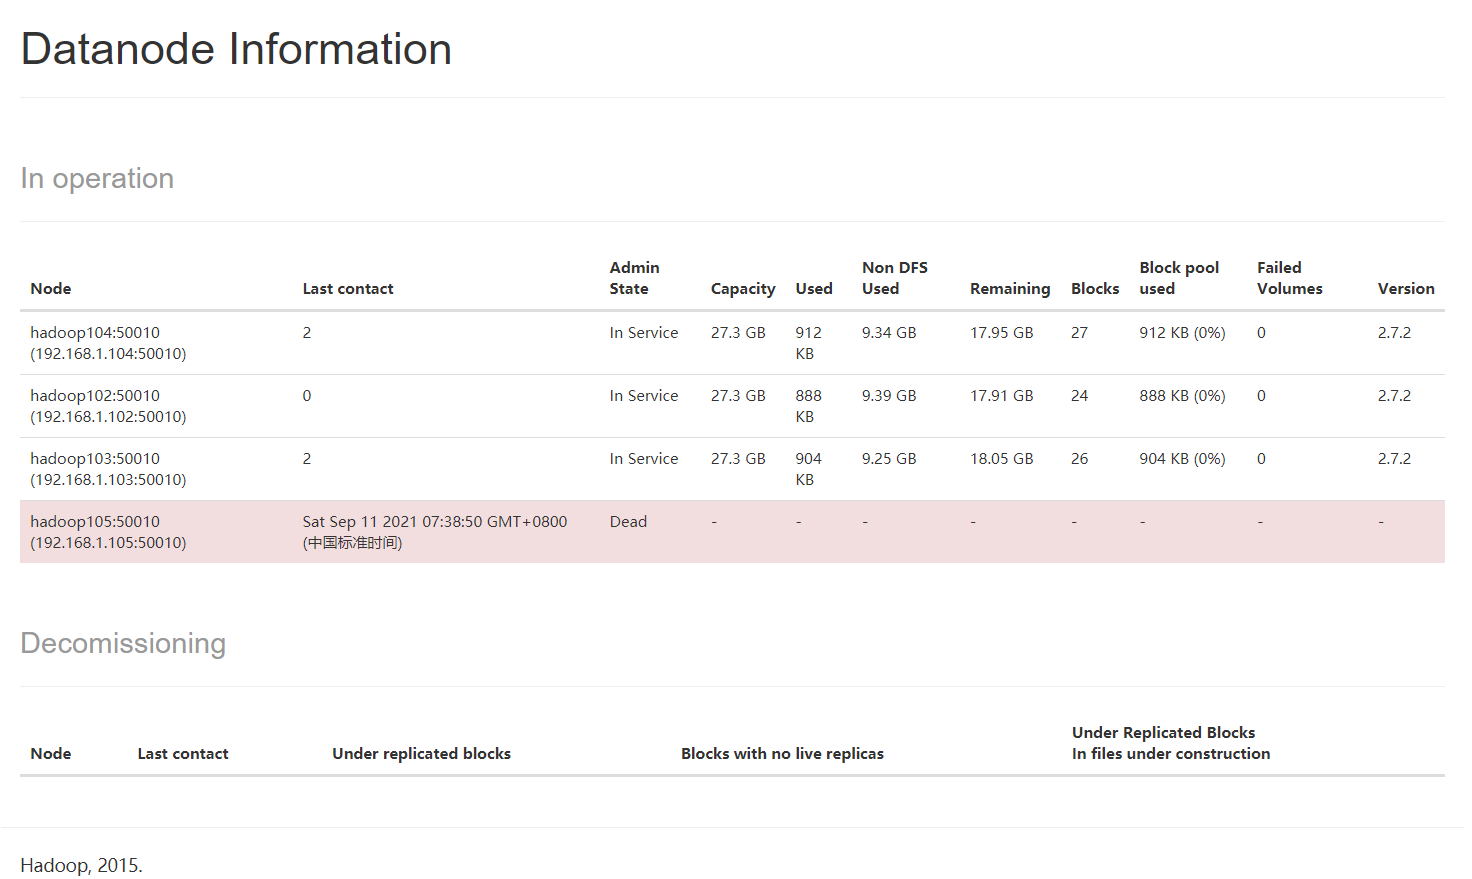 Datanode Information
In operation
Node Last contact Admin State Capacity Used Non DFS Used Remaining Blocks Block pool used Failed Volumes Version
hadoop104:50010 (192.168.1.104:50010) 2 In Service 27.3 GB 912 KB 9.34 GB 17.95 GB 27 912 KB (0%) 0 2.7.2
hadoop102:50010 (192.168.1.102:50010) 0 In Service 27.3 GB 888 KB 9.39 GB 17.91 GB 24 888 KB (0%) 0 2.7.2
hadoop103:50010 (192.168.1.103:50010) 2 In Service 27.3 GB 904 KB 9.25 GB 18.05 GB 26 904 KB (0%) 0 2.7.2
hadoop105:50010 (192.168.1.105:50010) Sat Sep 11 2021 07:38:50 GMT+0800 (中国标准时间) Dead - - - - - - - -
Decomissioning
Node Last contact Under replicated blocks Blocks with no live replicas Under Replicated Blocks In files under construction
Hadoop, 2015.